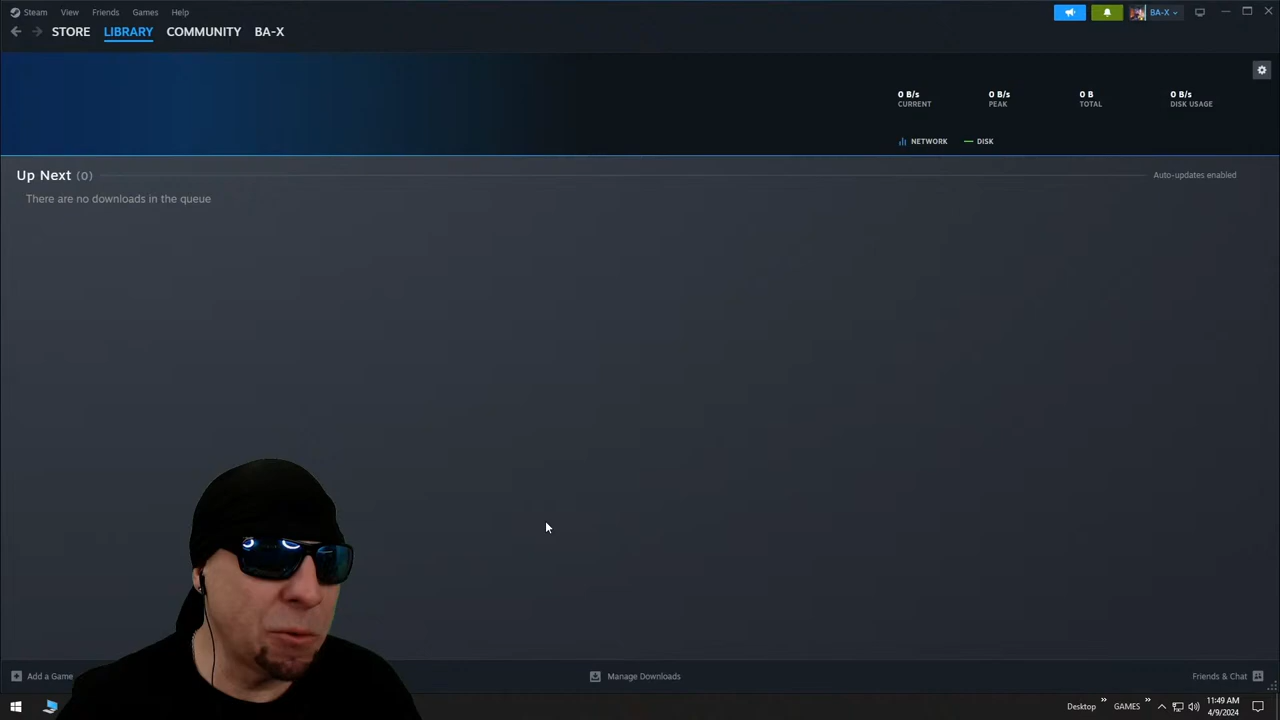 Steam View Friends Games Help BA-X
STORE LIBRARY COMMUNITY BA-X
0 B/s 0 B/s 0 B 0 B/s
CURRENT PEAK TOTAL DISK USAGE
NETWORK DISK
Up Next (0) Auto-updates enabled
There are no downloads in the queue
Add a Game Manage Downloads Friends & Chat
Desktop GAMES 11:49 AM
4/9/2024